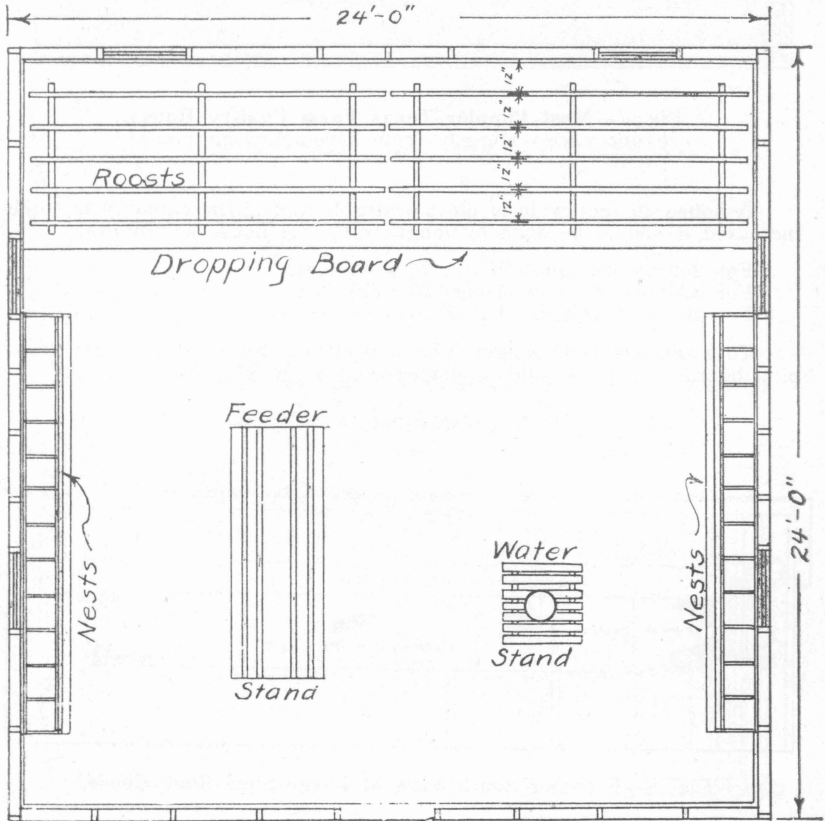 24'-0"
12"
12"
12"
12"
12"
Roosts
Dropping Board
Feeder
Stand
Nests
Water
Stand
Nests
24'-0"